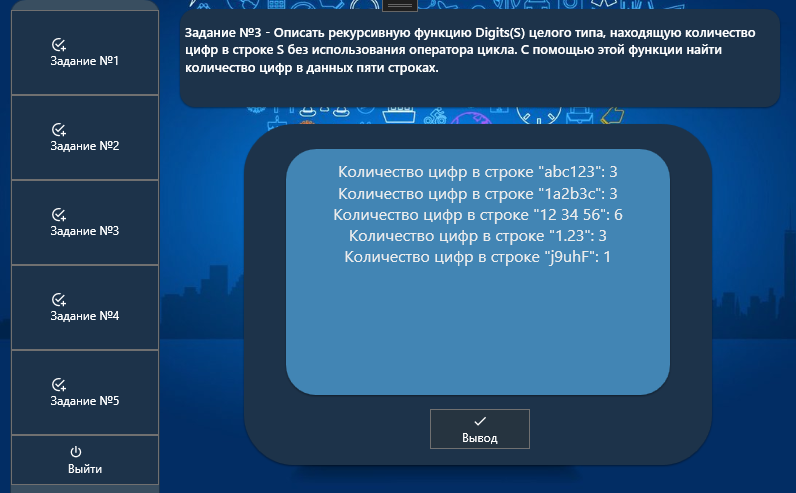 Задание №1
Задание №2
Задание №3
Задание №4
Задание №5
Выйти
Задание №3 - Описать рекурсивную функцию Digits(S) целого типа, находящую количество
цифр в строке S без использования оператора цикла. С помощью этой функции найти
количество цифр в данных пяти строках.
Количество цифр в строке "abc123": 3
Количество цифр в строке "1a2b3c": 3
Количество цифр в строке "12 34 56": 6
Количество цифр в строке "1.23": 3
Количество цифр в строке "j9uhF": 1
Вывод